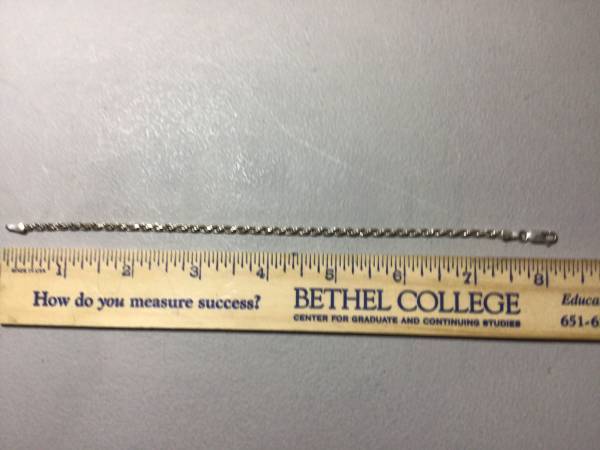 1 2 3 4 5 6 7 8
How do you measure success?
BETHEL COLLEGE
CENTER FOR GRADUATE AND CONTINUING STUDIES
Educa
651-6